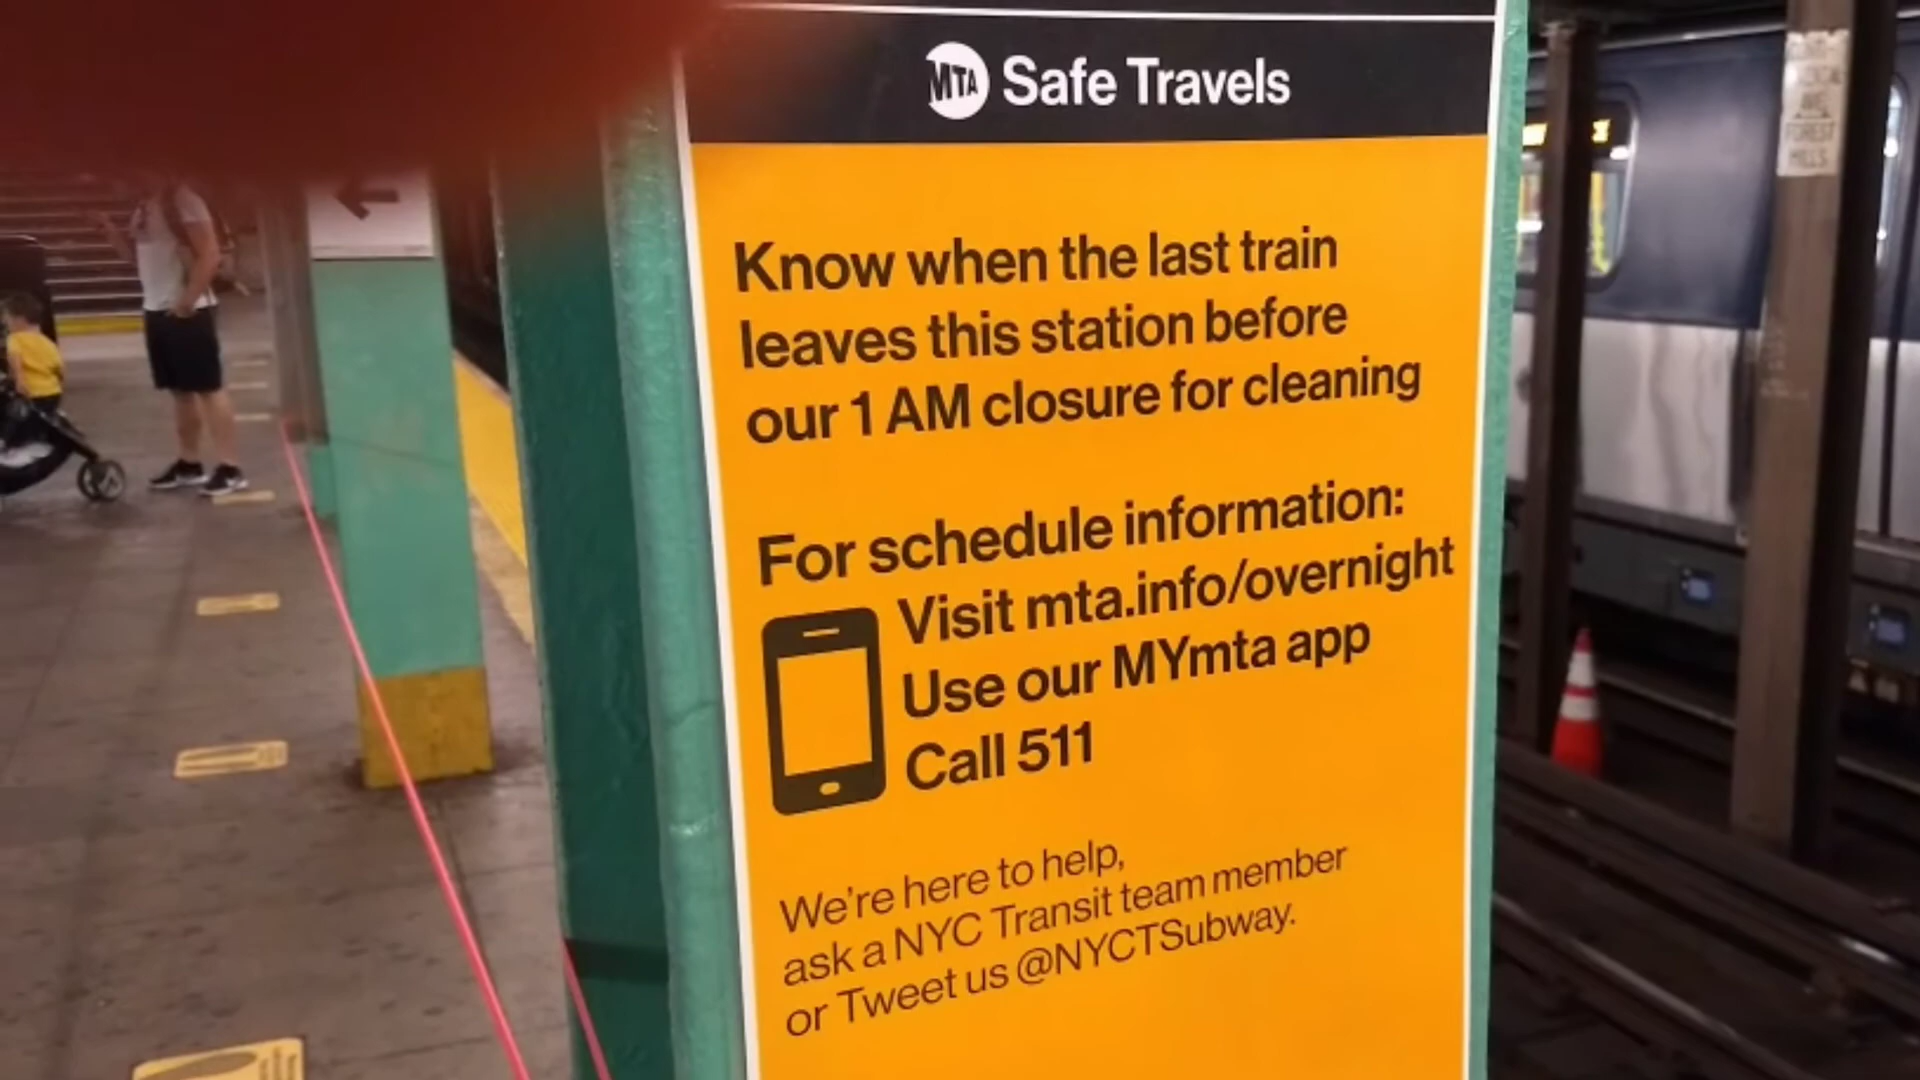 MTA Safe Travels
Know when the last train
leaves this station before
our 1 AM closure for cleaning
For schedule information:
Visit mta.info/overnight
Use our MYmta app
Call 511
We're here to help,
ask a NYC Transit team member
or Tweet us @NYCTSubway.
FOREST
HILLS